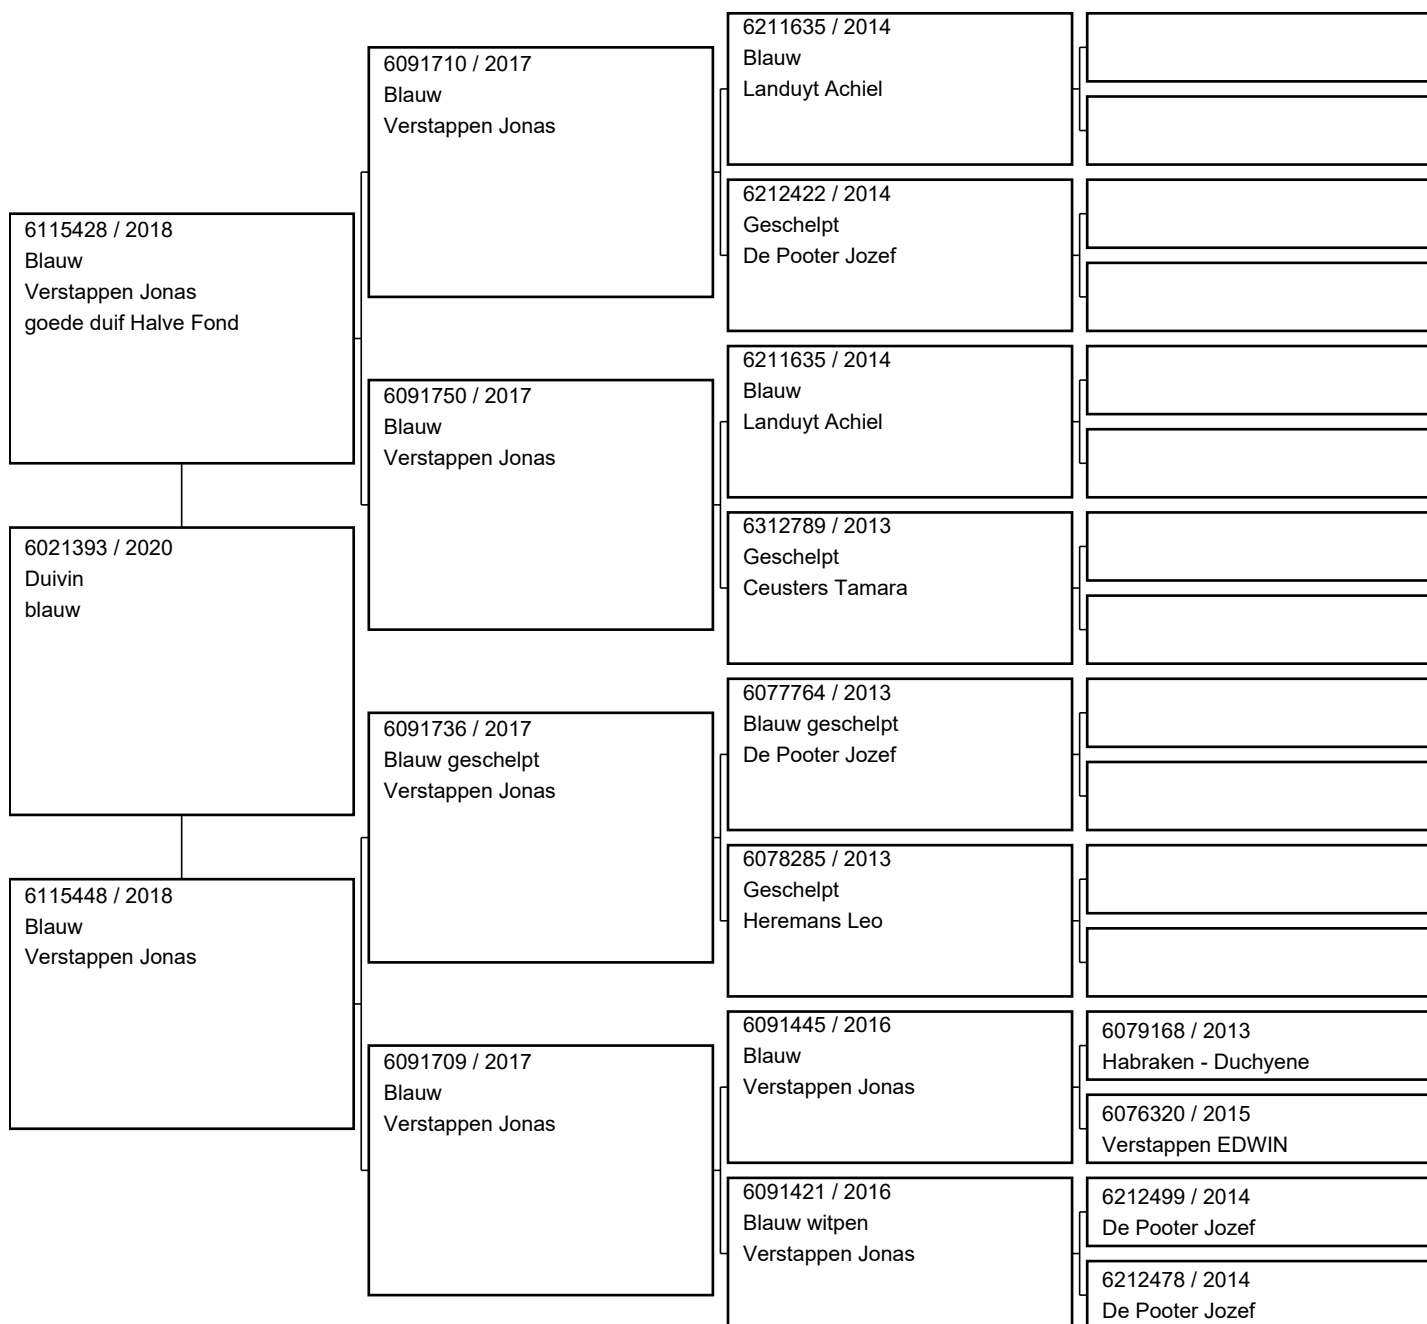 6115428 / 2018
Blauw
Verstappen Jonas
goede duif Halve Fond
6021393 / 2020
Duivin
blauw
6115448 / 2018
Blauw
Verstappen Jonas
6091710 / 2017
Blauw
Verstappen Jonas
6091750 / 2017
Blauw
Verstappen Jonas
6091736 / 2017
Blauw geschelpt
Verstappen Jonas
6091709 / 2017
Blauw
Verstappen Jonas
6211635 / 2014
Blauw
Landuyt Achiel
6212422 / 2014
Geschelpt
De Pooter Jozef
6211635 / 2014
Blauw
Landuyt Achiel
6312789 / 2013
Geschelpt
Ceusters Tamara
6077764 / 2013
Blauw geschelpt
De Pooter Jozef
6078285 / 2013
Geschelpt
Heremans Leo
6091445 / 2016
Blauw
Verstappen Jonas
6091421 / 2016
Blauw witpen
Verstappen Jonas
6079168 / 2013
Habraken - Duchyene
6076320 / 2015
Verstappen EDWIN
6212499 / 2014
De Pooter Jozef
6212478 / 2014
De Pooter Jozef